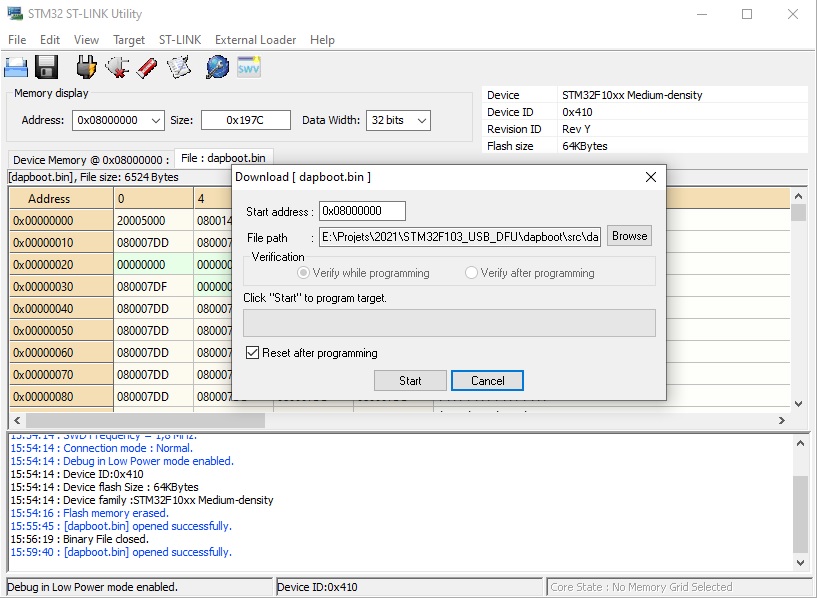 STM32 ST-LINK Utility
File Edit View Target ST-LINK External Loader Help
SWV
Memory display
Address: 0x08000000 Size: 0x197C Data Width: 32 bits
Device STM32F10xx Medium-density
Device ID 0x410
Revision ID Rev Y
Flash size 64KBytes
Device Memory @ 0x08000000 : File : dapboot.bin
[dapboot.bin], File size: 6524 Bytes
Address 0 4
0x00000000 20005000 080014
0x00000010 080007DD 080007
0x00000020 00000000 000000
0x00000030 080007DF 000000
0x00000040 080007DD 080007
0x00000050 080007DD 080007
0x00000060 080007DD 080007
0x00000070 080007DD 080007
0x00000080 080007DD 080007
Download [ dapboot.bin ]
Start address : 0x08000000
File path : E:\Projets\2021\STM32F103_USB_DFU\dapboot\src\da Browse
Verification
Verify while programming Verify after programming
Click "Start" to program target.
Reset after programming
Start Cancel
15:54:14 : SWD Frequency = 1,8 MHz.
15:54:14 : Connection mode : Normal.
15:54:14 : Debug in Low Power mode enabled.
15:54:14 : Device ID:0x410
15:54:14 : Device flash Size : 64KBytes
15:54:14 : Device family :STM32F10xx Medium-density
15:54:16 : Flash memory erased.
15:55:45 : [dapboot.bin] opened successfully.
15:56:19 : Binary File closed.
15:59:40 : [dapboot.bin] opened successfully.
Debug in Low Power mode enabled. Device ID:0x410 Core State : No Memory Grid Selected